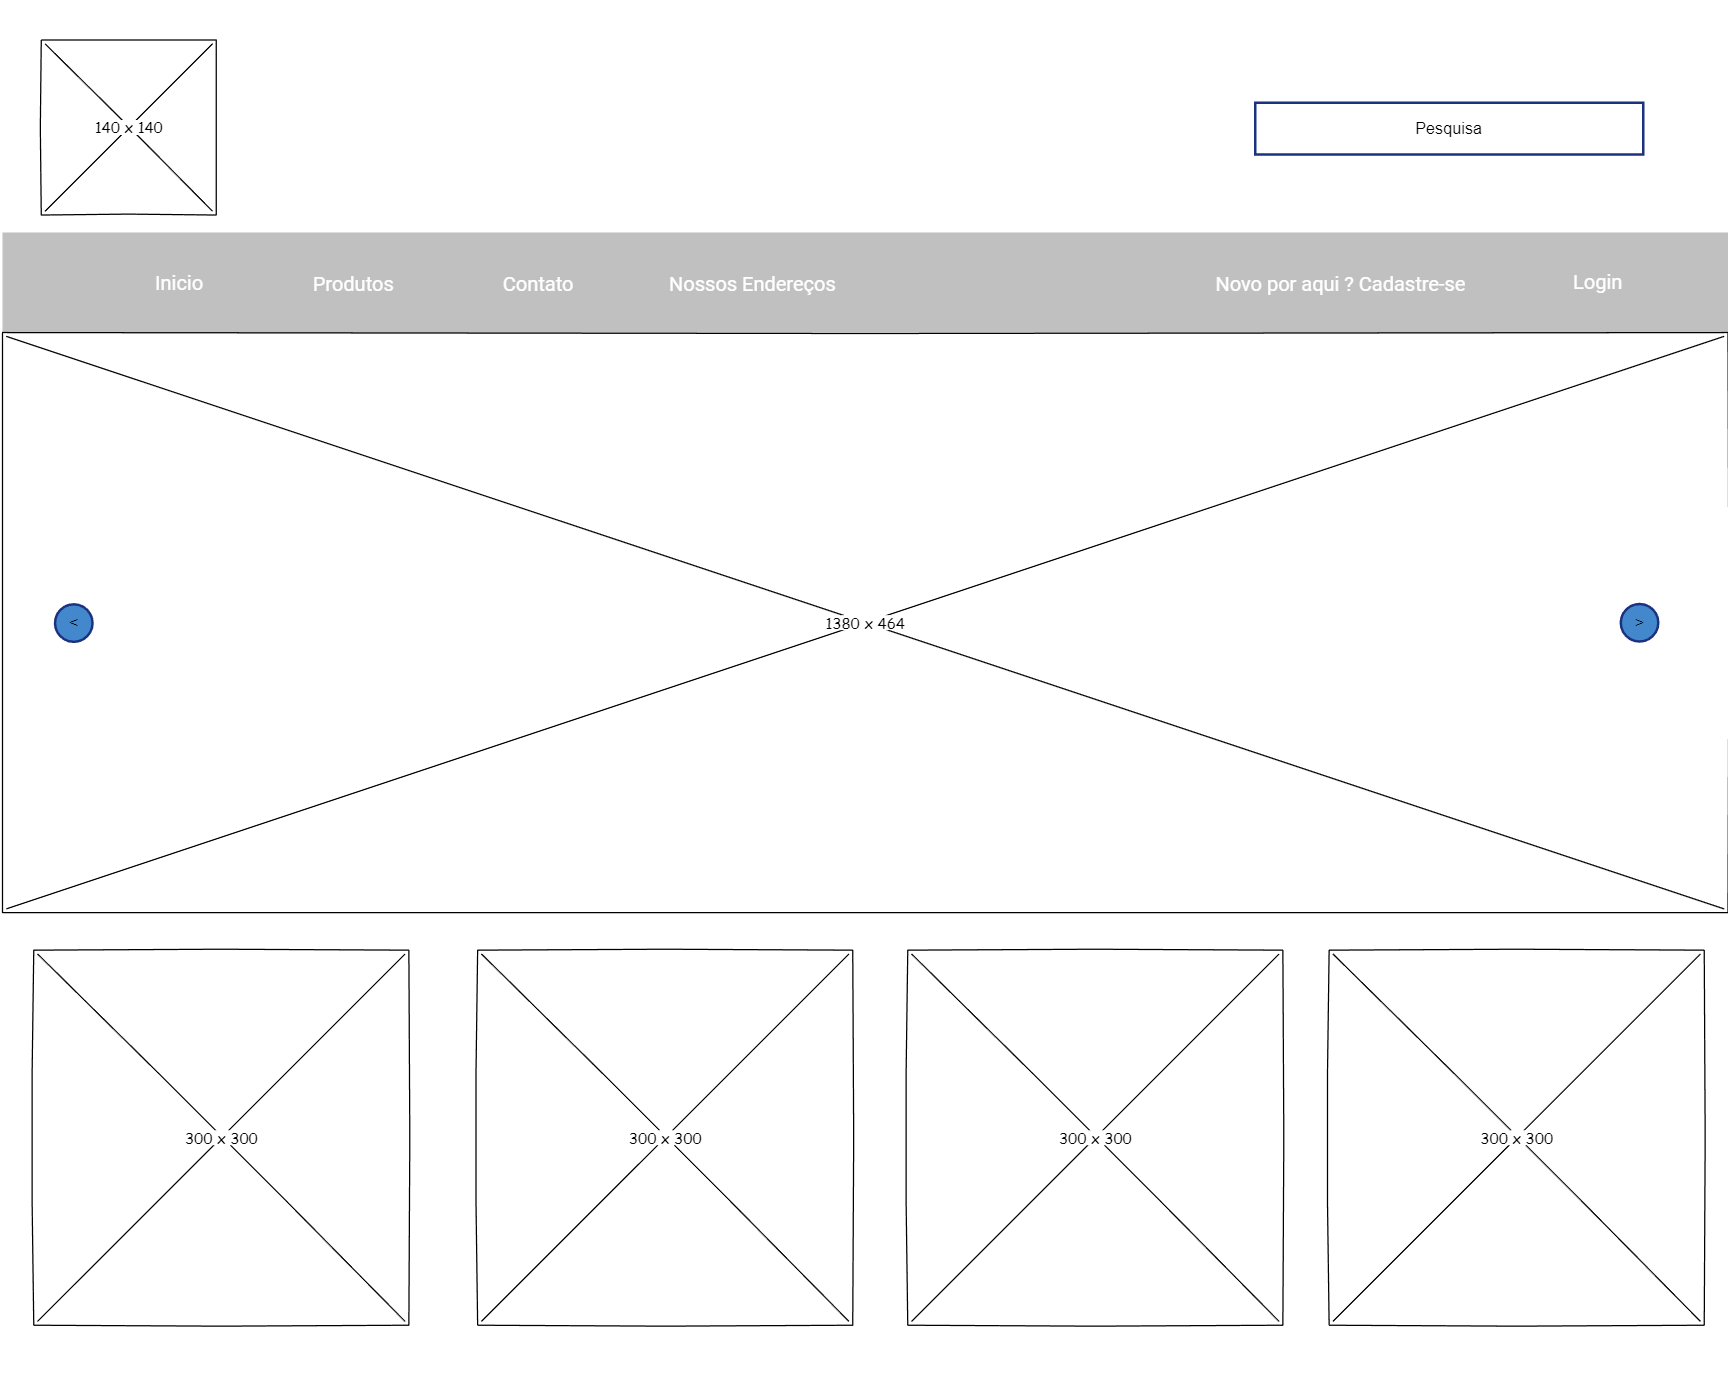 140 x 140
Pesquisa
Inicio
Produtos
Contato
Nossos Endereços
Novo por aqui ? Cadastre-se
Login
<
1380 x 464
>
300 x 300
300 x 300
300 x 300
300 x 300